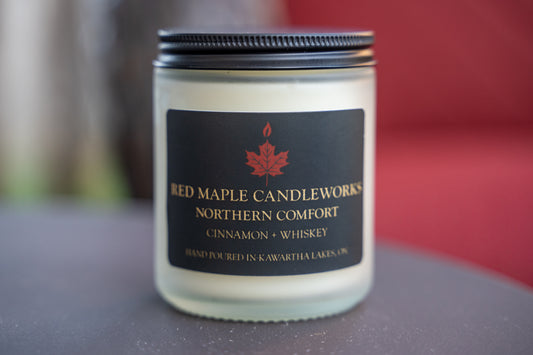 RED MAPLE CANDLEWORKS
NORTHERN COMFORT
CINNAMON + WHISKEY
HAND POURED IN KAWARTHA LAKES, ON